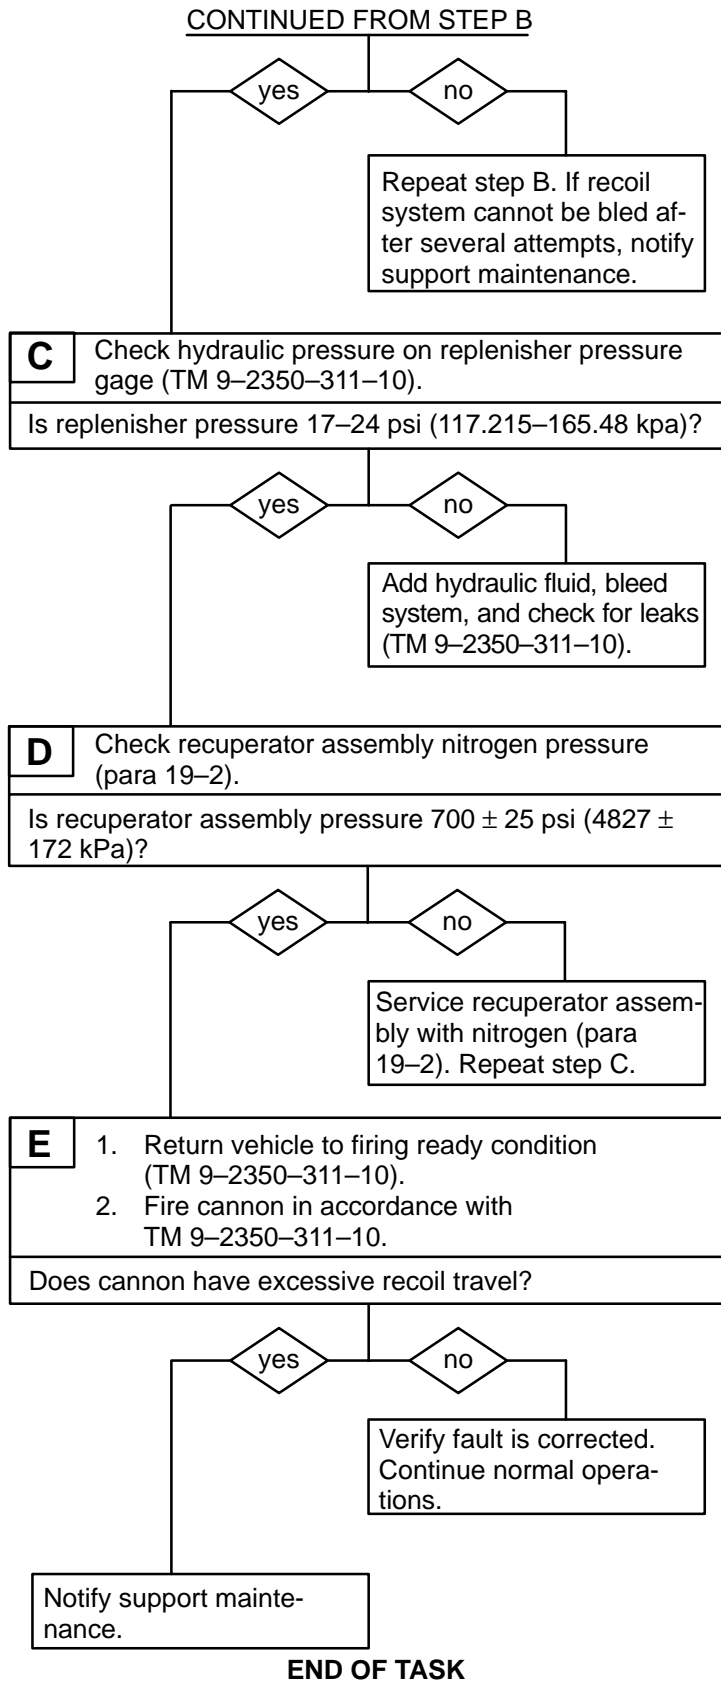 CONTINUED FROM STEP B
yes
no
Repeat step B. If recoil
system cannot be bled af-
ter several attempts, notify
support maintenance.
C
Check hydraulic pressure on replenisher pressure
gage (TM 9–2350–311–10).
Is replenisher pressure 17–24 psi (117.215–165.48 kpa)?
yes
no
Add hydraulic fluid, bleed
system, and check for leaks
(TM 9–2350–311–10).
D
Check recuperator assembly nitrogen pressure
(para 19–2).
Is recuperator assembly pressure 700 ± 25 psi (4827 ±
172 kPa)?
yes
no
Service recuperator assem-
bly with nitrogen (para
19–2). Repeat step C.
E
1. Return vehicle to firing ready condition
(TM 9–2350–311–10).
2. Fire cannon in accordance with
TM 9–2350–311–10.
Does cannon have excessive recoil travel?
yes
no
Verify fault is corrected.
Continue normal opera-
tions.
Notify support mainte-
nance.
END OF TASK